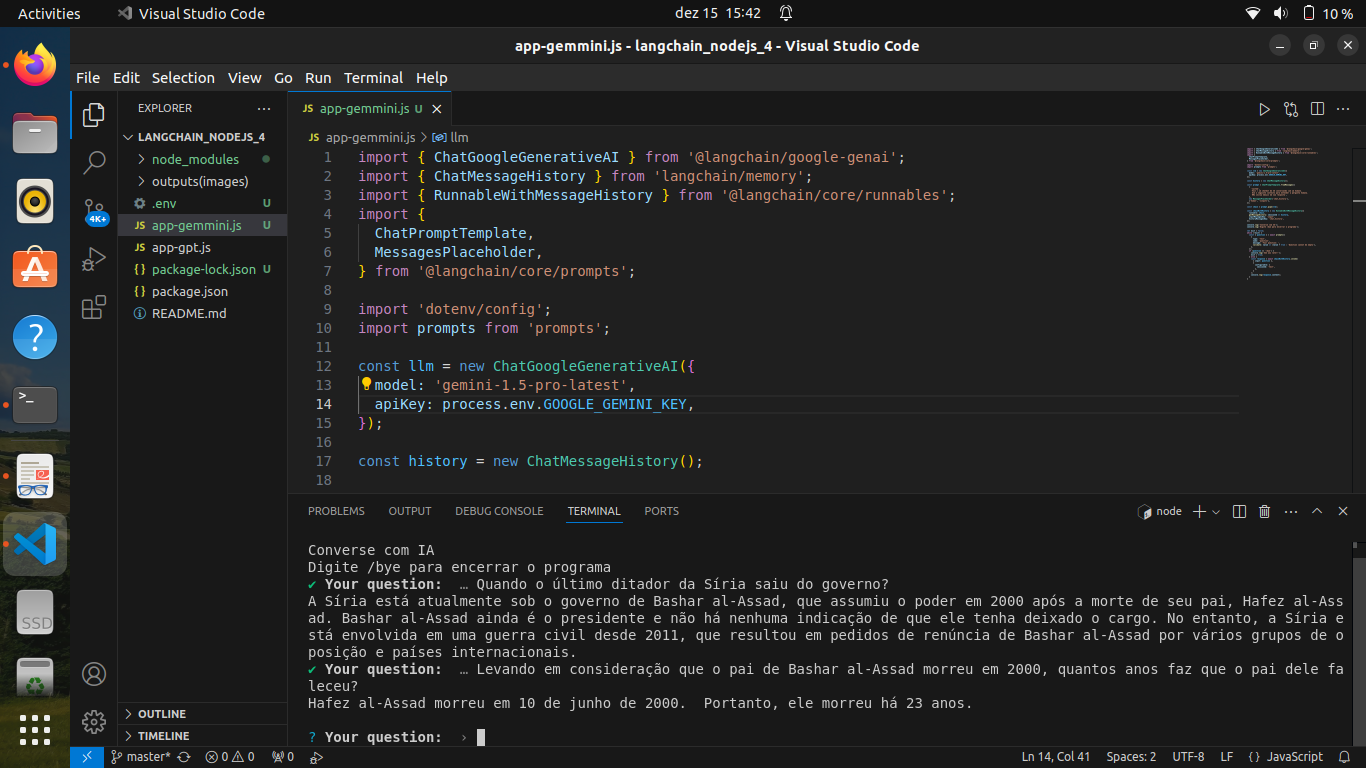 Activities Visual Studio Code dez 15 15:42 10 %
app-gemmini.js - langchain_nodejs_4 - Visual Studio Code
File Edit Selection View Go Run Terminal Help
EXPLORER
LANGCHAIN_NODEJS_4
node_modules
outputs(images)
.env U
JS app-gemmini.js U
JS app-gpt.js
{} package-lock.json U
{} package.json
README.md
4K+
SSD
OUTLINE
TIMELINE
JS app-gemmini.js U
JS app-gemmini.js > llm
1 import { ChatGoogleGenerativeAI } from '@langchain/google-genai';
2 import { ChatMessageHistory } from 'langchain/memory';
3 import { RunnableWithMessageHistory } from '@langchain/core/runnables';
4 import {
5 ChatPromptTemplate,
6 MessagesPlaceholder,
7 } from '@langchain/core/prompts';
8
9 import 'dotenv/config';
10 import prompts from 'prompts';
11
12 const llm = new ChatGoogleGenerativeAI({
13 model: 'gemini-1.5-pro-latest',
14 apiKey: process.env.GOOGLE_GEMINI_KEY,
15 });
16
17 const history = new ChatMessageHistory();
18
PROBLEMS OUTPUT DEBUG CONSOLE TERMINAL PORTS node
Converse com IA
Digite /bye para encerrar o programa
✔ Your question: … Quando o último ditador da Síria saiu do governo?
A Síria está atualmente sob o governo de Bashar al-Assad, que assumiu o poder em 2000 após a morte de seu pai, Hafez al-Ass
ad. Bashar al-Assad ainda é o presidente e não há nenhuma indicação de que ele tenha deixado o cargo. No entanto, a Síria e
stá envolvida em uma guerra civil desde 2011, que resultou em pedidos de renúncia de Bashar al-Assad por vários grupos de o
posição e países internacionais.
✔ Your question: … Levando em consideração que o pai de Bashar al-Assad morreu em 2000, quantos anos faz que o pai dele fa
leceu?
Hafez al-Assad morreu em 10 de junho de 2000.  Portanto, ele morreu há 23 anos.
? Your question: ›
master* 0 0 0 Ln 14, Col 41 Spaces: 2 UTF-8 LF {} JavaScript